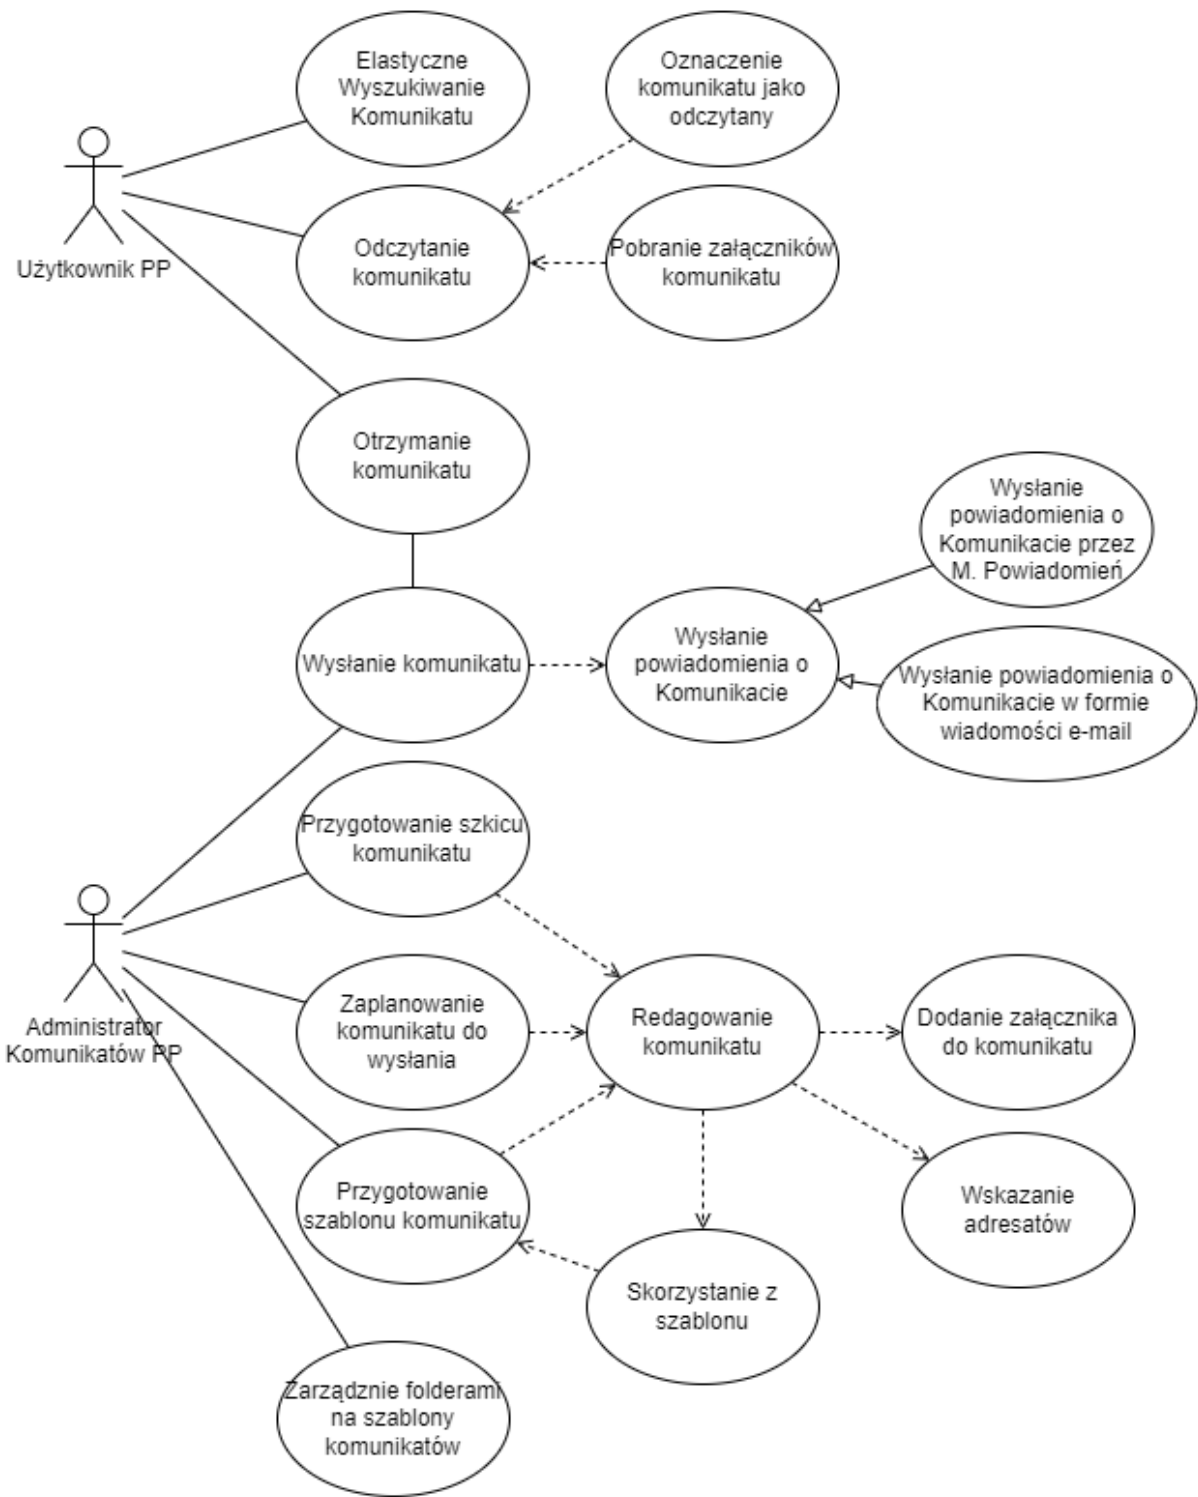 Elastyczne
Wyszukiwanie
Komunikatu
Oznaczenie
komunikatu jako
odczytany
Użytkownik PP
Odczytanie
komunikatu
Pobranie załączników
komunikatu
Otrzymanie
komunikatu
Wysłanie
powiadomienia o
Komunikacie przez
M. Powiadomień
Wysłanie komunikatu
Wysłanie
powiadomienia o
Komunikacie
Wysłanie powiadomienia o
Komunikacie w formie
wiadomości e-mail
Przygotowanie szkicu
komunikatu
Administrator
Komunikatów PP
Zaplanowanie
komunikatu do
wysłania
Redagowanie
komunikatu
Dodanie załącznika
do komunikatu
Przygotowanie
szablonu komunikatu
Wskazanie
adresatów
Skorzystanie z
szablonu
Zarządznie folderami
na szablony
komunikatów